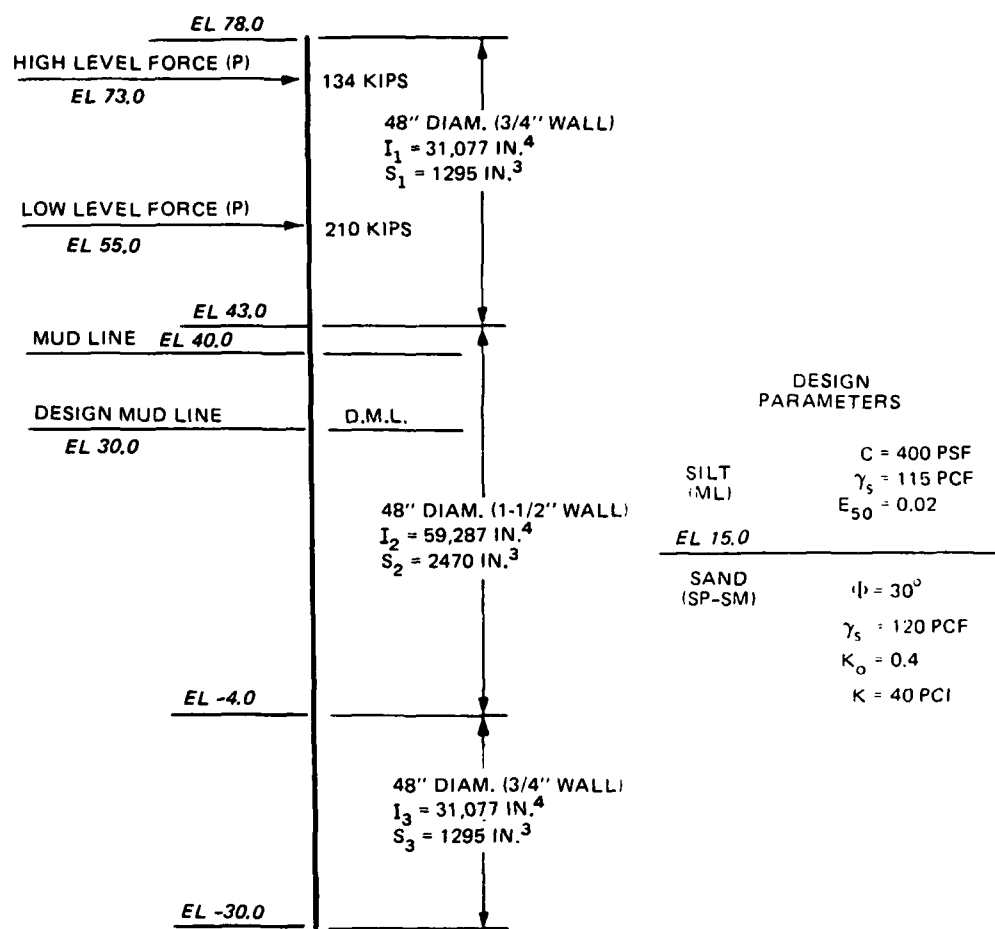 EL 78.0
HIGH LEVEL FORCE (P)
134 KIPS
EL 73.0
48" DIAM. (3/4" WALL)
I₁ = 31,077 IN.⁴
S₁ = 1295 IN.³
LOW LEVEL FORCE (P)
210 KIPS
EL 55.0
EL 43.0
MUD LINE EL 40.0
DESIGN MUD LINE
D.M.L.
EL 30.0
48" DIAM. (1-1/2" WALL)
I₂ = 59,287 IN.⁴
S₂ = 2470 IN.³
EL -4.0
48" DIAM. (3/4" WALL)
I₃ = 31,077 IN.⁴
S₃ = 1295 IN.³
EL -30.0
DESIGN
PARAMETERS
SILT
(ML)
C = 400 PSF
γₛ = 115 PCF
E₅₀ = 0.02
EL 15.0
SAND
(SP-SM)
Φ = 30°
γₛ = 120 PCF
Kₒ = 0.4
K = 40 PCI